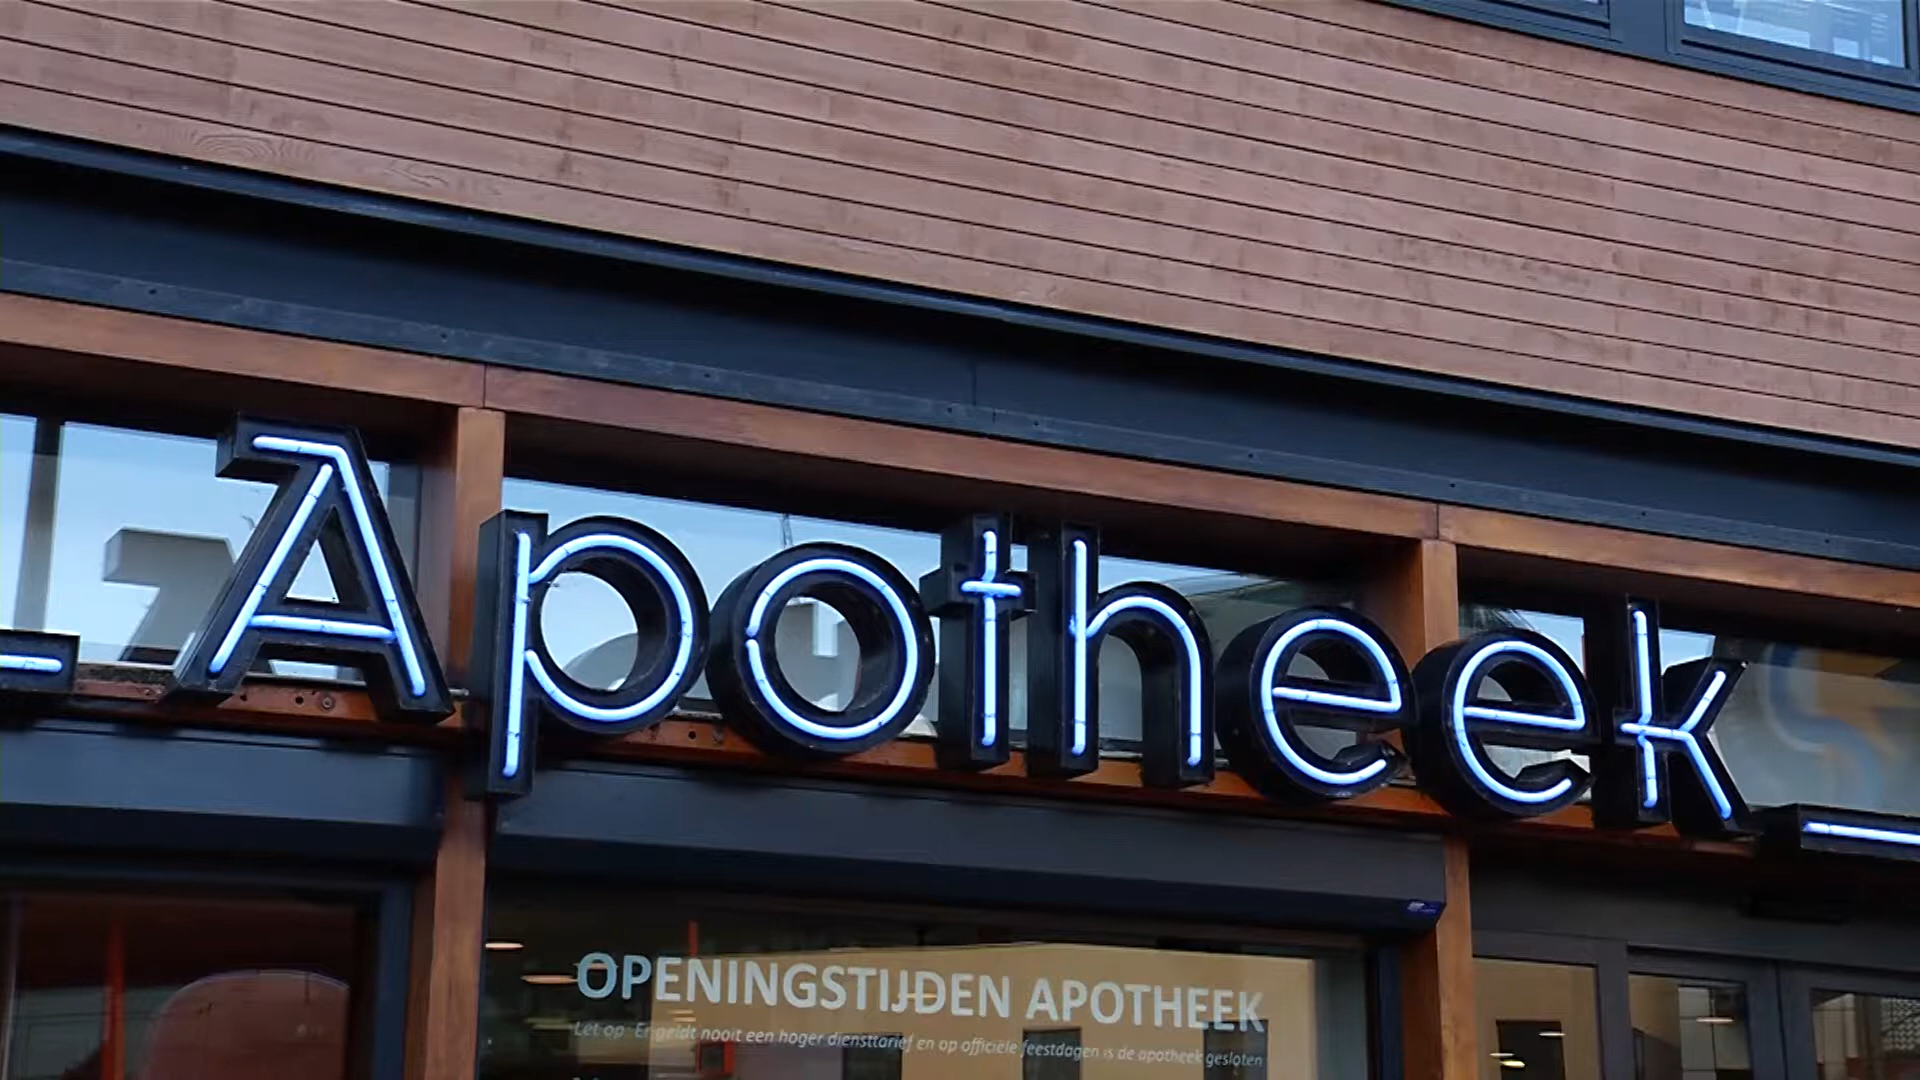 Apotheek
OPENINGSTIJDEN APOTHEEK
Let op Er geldt nooit een hoger diensttarief en op officiële feestdagen is de apotheek gesloten